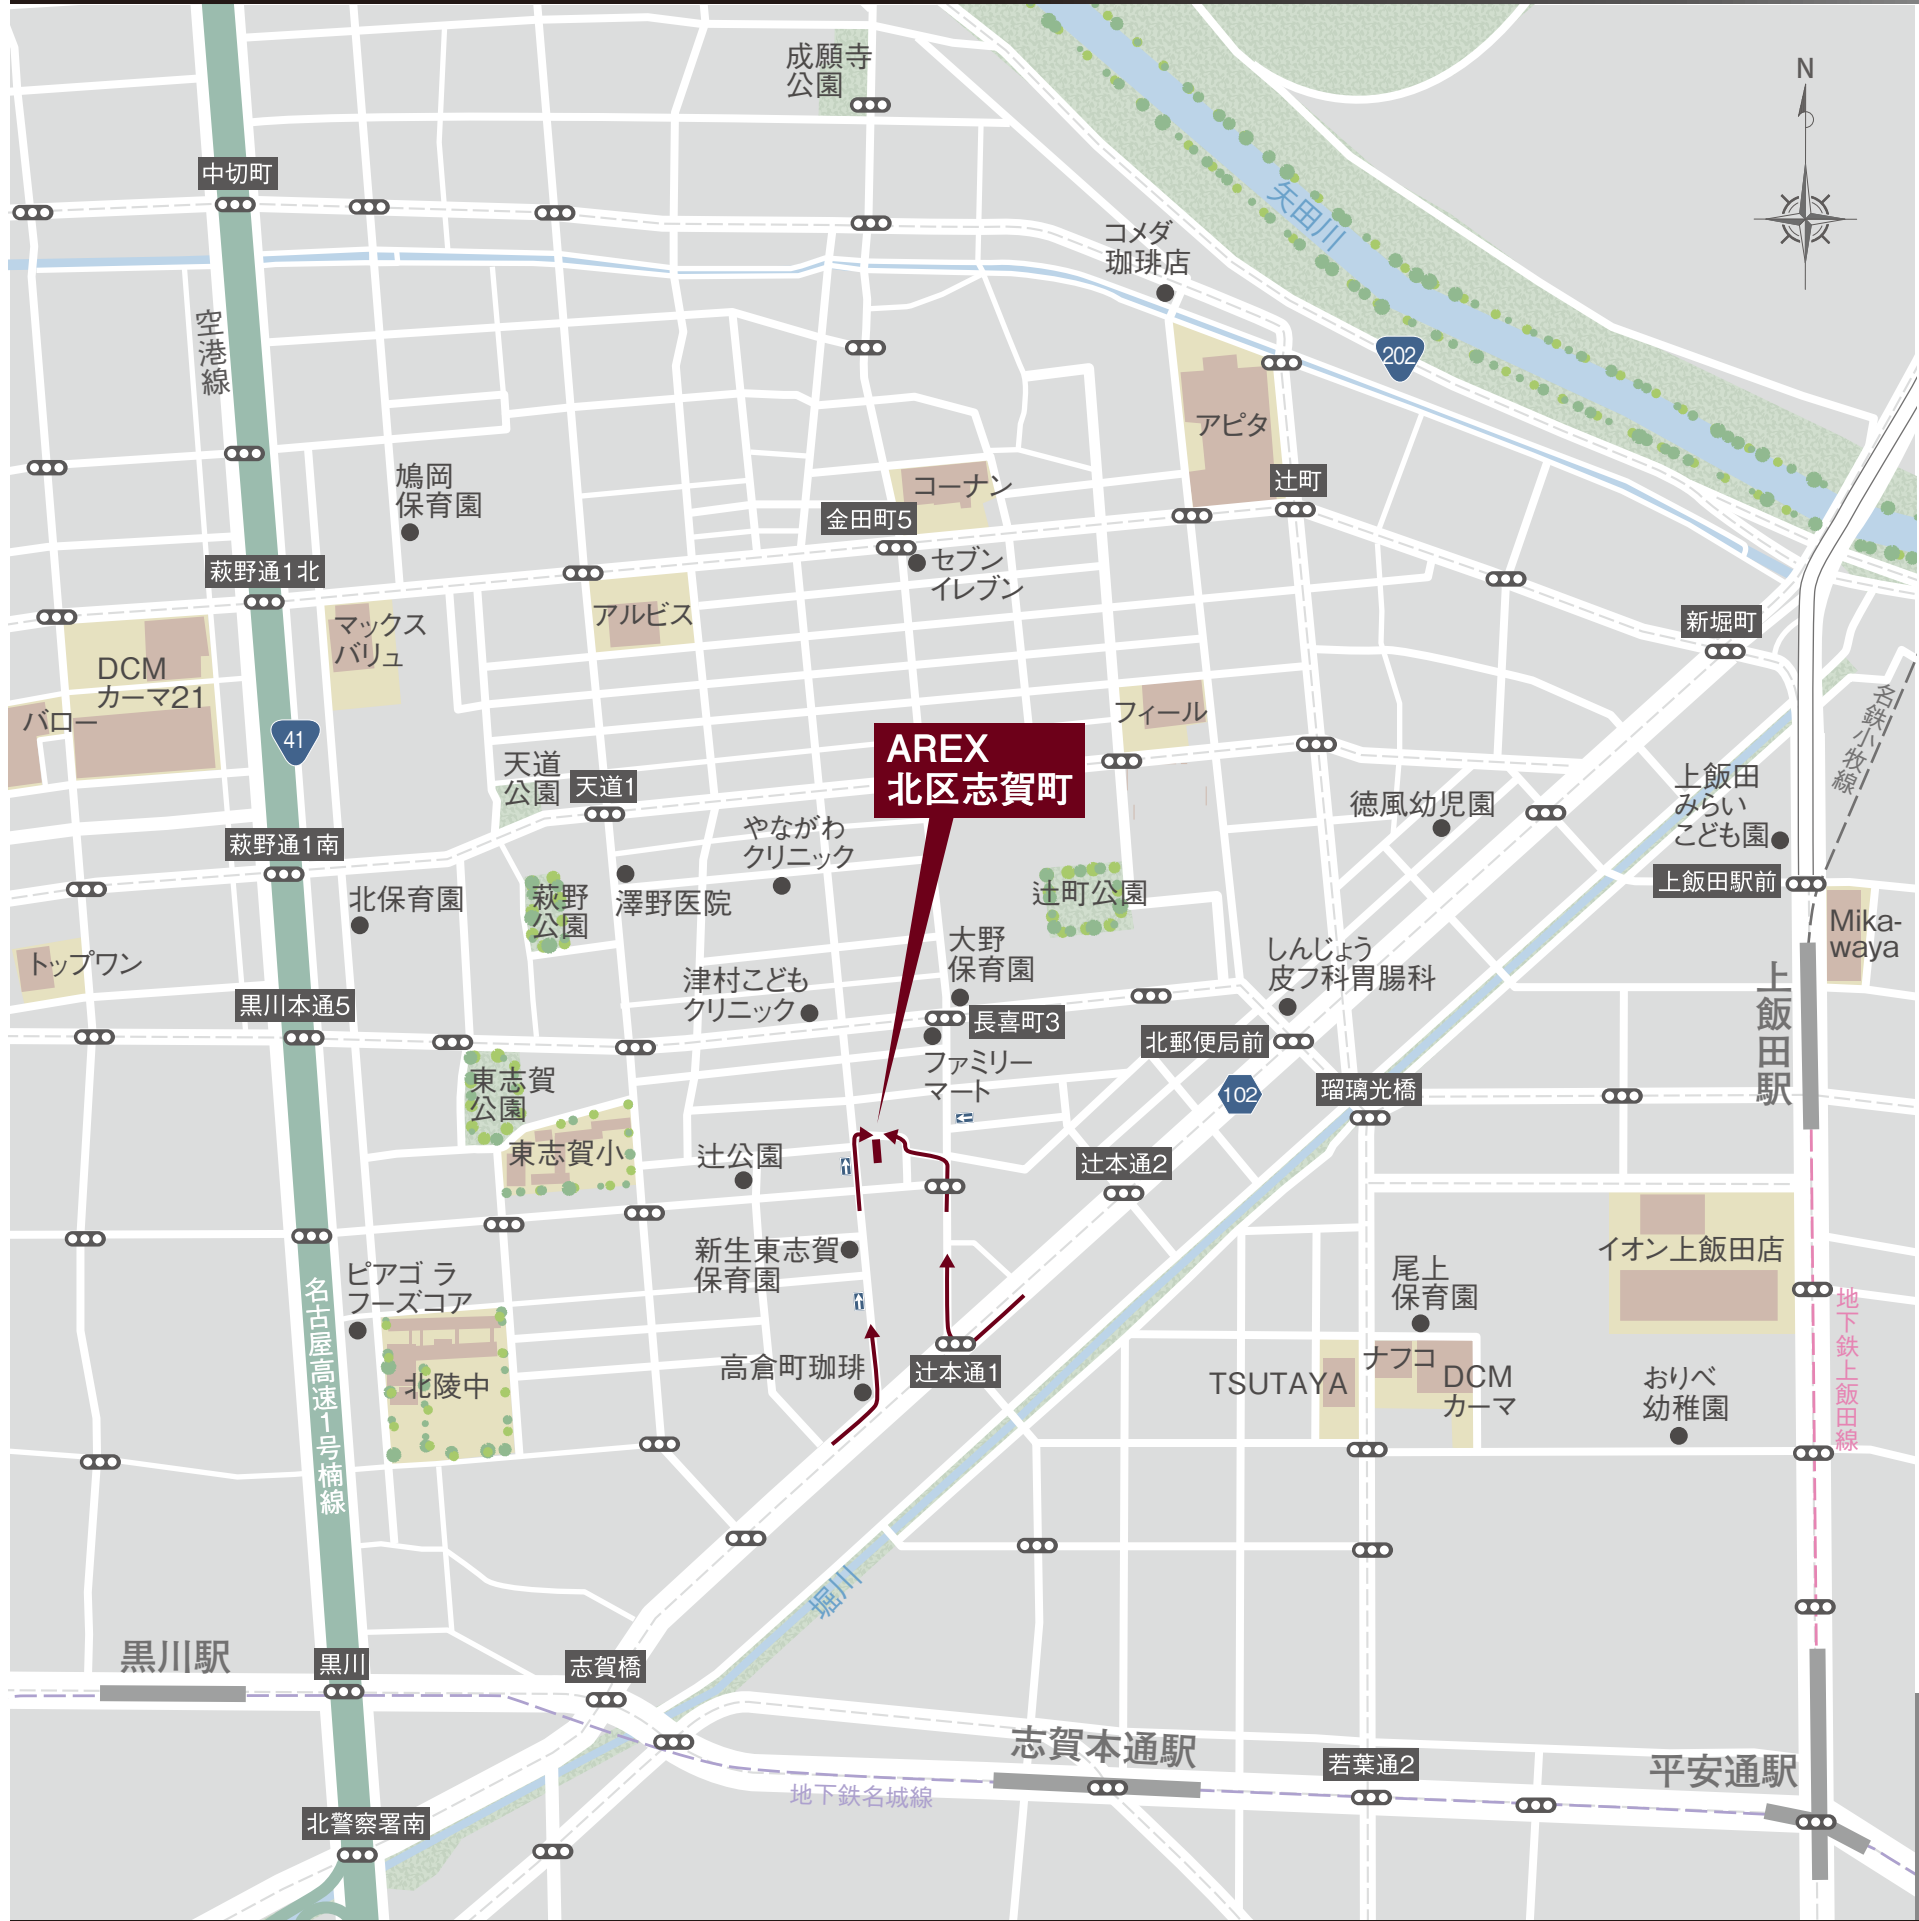 成願寺
公園
N
中切町
矢田川
コメダ
珈琲店
空港線
202
アピタ
鳩岡
保育園
コーナン
辻町
金田町5
セブン
イレブン
萩野通1北
アルビス
マックス
バリュ
新堀町
DCM
カーマ21
バロー
41
フィール
名鉄小牧線
AREX
北区志賀町
天道
公園
天道1
上飯田
みらい
こども園
徳風幼児園
やながわ
クリニック
萩野通1南
北保育園
萩野
公園
澤野医院
辻町公園
上飯田駅前
Mika-
waya
トップワン
大野
保育園
しんじょう
皮フ科胃腸科
津村こども
クリニック
上飯田駅
黒川本通5
長喜町3
北郵便局前
ファミリー
マート
東志賀
公園
102
瑠璃光橋
東志賀小
辻公園
辻本通2
新生東志賀
保育園
イオン上飯田店
ピアゴ ラ
フーズコア
尾上
保育園
名古屋高速1号楠線
地下鉄上飯田線
高倉町珈琲
辻本通1
北陵中
TSUTAYA
ナフコ
DCM
カーマ
おりべ
幼稚園
堀川
黒川駅
黒川
志賀橋
志賀本通駅
若葉通2
平安通駅
地下鉄名城線
北警察署南